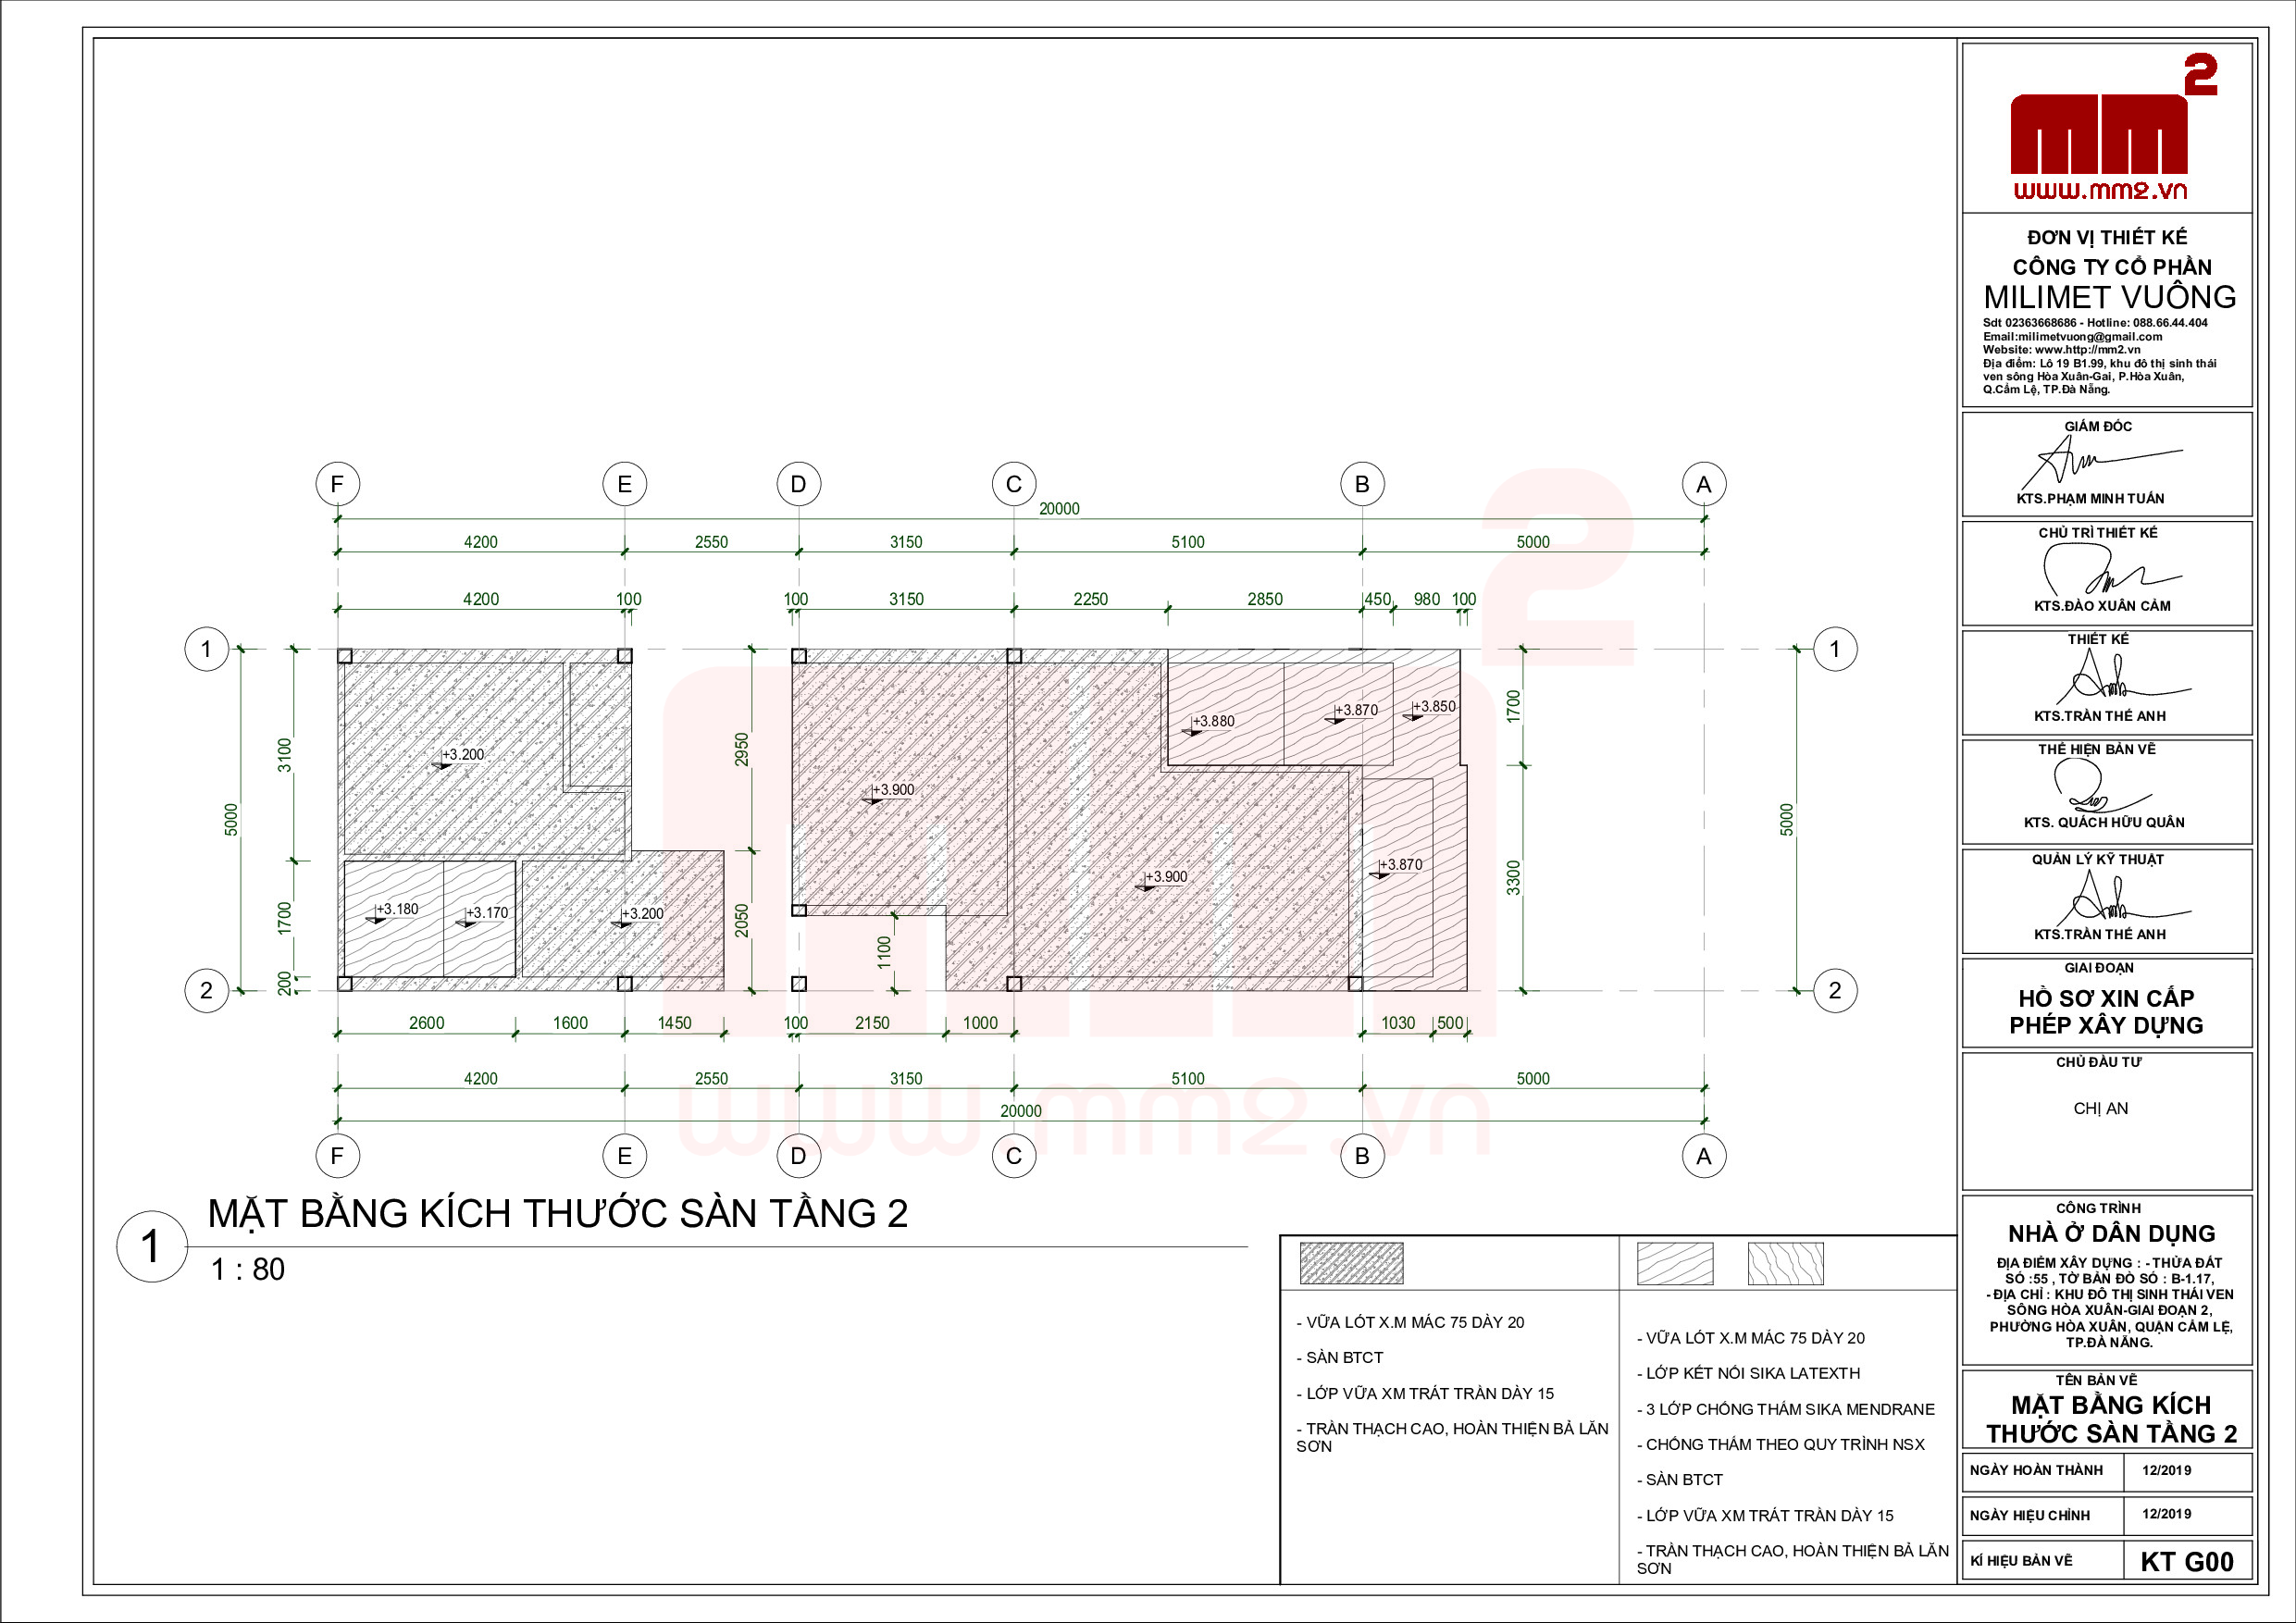 F
E
D
C
B
A
20000
4200
2550
3150
5100
5000
4200
100
100
3150
2250
2850
450
980
100
1
1
2
2
5000
3100
1700
200
2950
2050
1100
1700
3300
5000
+3.200
+3.900
+3.880
+3.870
+3.850
+3.180
+3.170
+3.200
+3.900
+3.870
2600
1600
1450
100
2150
1000
1030
500
4200
2550
3150
5100
5000
20000
F
E
D
C
B
A
mm2
www.mm2.vn
1
MẶT BẰNG KÍCH THƯỚC SÀN TẦNG 2
1 : 80
- VỮA LÓT X.M MÁC 75 DÀY 20
- SÀN BTCT
- LỚP VỮA XM TRÁT TRẦN DÀY 15
- TRẦN THẠCH CAO, HOÀN THIỆN BẢ LĂN
SƠN
- VỮA LÓT X.M MÁC 75 DÀY 20
- LỚP KẾT NỐI SIKA LATEXTH
- 3 LỚP CHỐNG THẤM SIKA MENDRANE
- CHỐNG THẤM THEO QUY TRÌNH NSX
- SÀN BTCT
- LỚP VỮA XM TRÁT TRẦN DÀY 15
- TRẦN THẠCH CAO, HOÀN THIỆN BẢ LĂN
SƠN
mm2
www.mm2.vn
ĐƠN VỊ THIẾT KẾ
CÔNG TY CỔ PHẦN
MILIMET VUÔNG
Sdt 02363668686 - Hotline: 088.66.44.404
Email:milimetvuong@gmail.com
Website: www.http://mm2.vn
Địa điểm: Lô 19 B1.99, khu đô thị sinh thái
ven sông Hòa Xuân-Gai, P.Hòa Xuân,
Q.Cẩm Lệ, TP.Đà Nẵng.
GIÁM ĐỐC
KTS.PHẠM MINH TUẤN
CHỦ TRÌ THIẾT KẾ
KTS.ĐÀO XUÂN CẢM
THIẾT KẾ
KTS.TRẦN THẾ ANH
THỂ HIỆN BẢN VẼ
KTS. QUÁCH HỮU QUÂN
QUẢN LÝ KỸ THUẬT
KTS.TRẦN THẾ ANH
GIAI ĐOẠN
HỒ SƠ XIN CẤP
PHÉP XÂY DỰNG
CHỦ ĐẦU TƯ
CHỊ AN
CÔNG TRÌNH
NHÀ Ở DÂN DỤNG
ĐỊA ĐIỂM XÂY DỰNG : - THỬA ĐẤT
SỐ :55 , TỜ BẢN ĐỒ SỐ : B-1.17,
- ĐỊA CHỈ : KHU ĐÔ THỊ SINH THÁI VEN
SÔNG HÒA XUÂN-GIAI ĐOẠN 2,
PHƯỜNG HÒA XUÂN, QUẬN CẨM LỆ,
TP.ĐÀ NẴNG.
TÊN BẢN VẼ
MẶT BẰNG KÍCH
THƯỚC SÀN TẦNG 2
NGÀY HOÀN THÀNH 12/2019
NGÀY HIỆU CHỈNH 12/2019
KÍ HIỆU BẢN VẼ KT G00